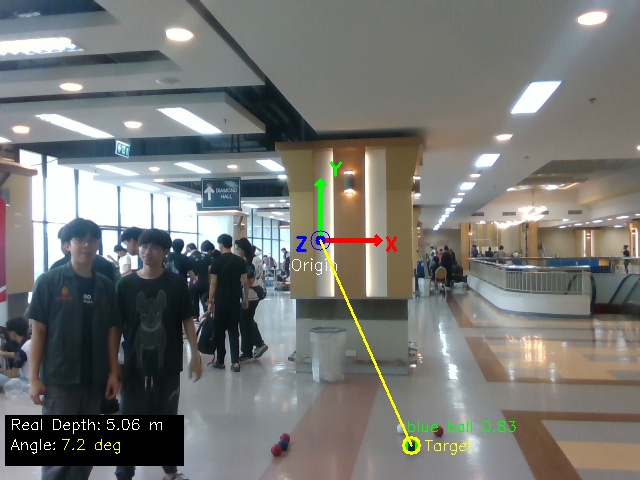 DIAMOND
HALL
Y
Z
X
Origin
blue ball 0.83
Target
Real Depth: 5.06 m
Angle: 7.2 deg